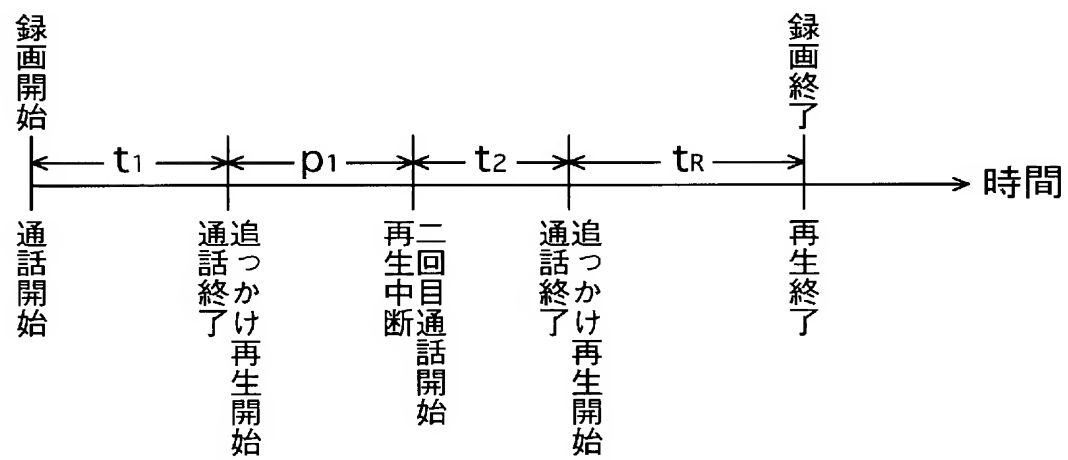 録画開始
録画終了
t1
p1
t2
tR
時間
通話開始
追っかけ再生開始
通話終了
二回目通話開始
再生中断
追っかけ再生開始
通話終了
再生終了